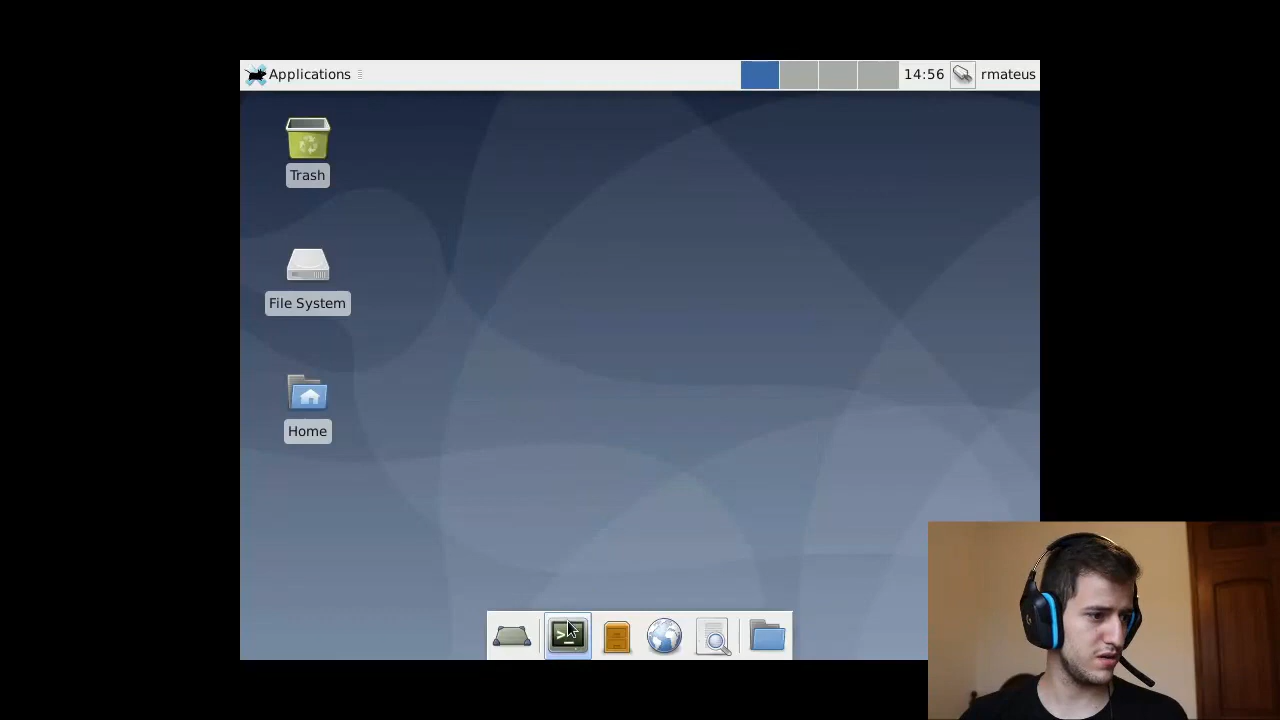 Applications
14:56
rmateus
Trash
File System
Home
>_